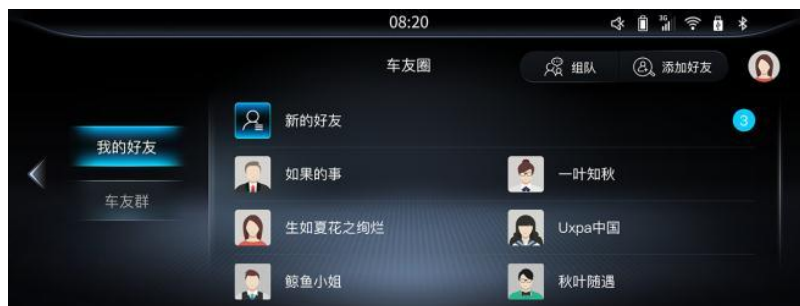 08:20
3G
车友圈 组队 添加好友
我的好友
车友群
新的好友 3
如果的事 一叶知秋
生如夏花之绚烂 Uxpa中国
鲸鱼小姐 秋叶随遇